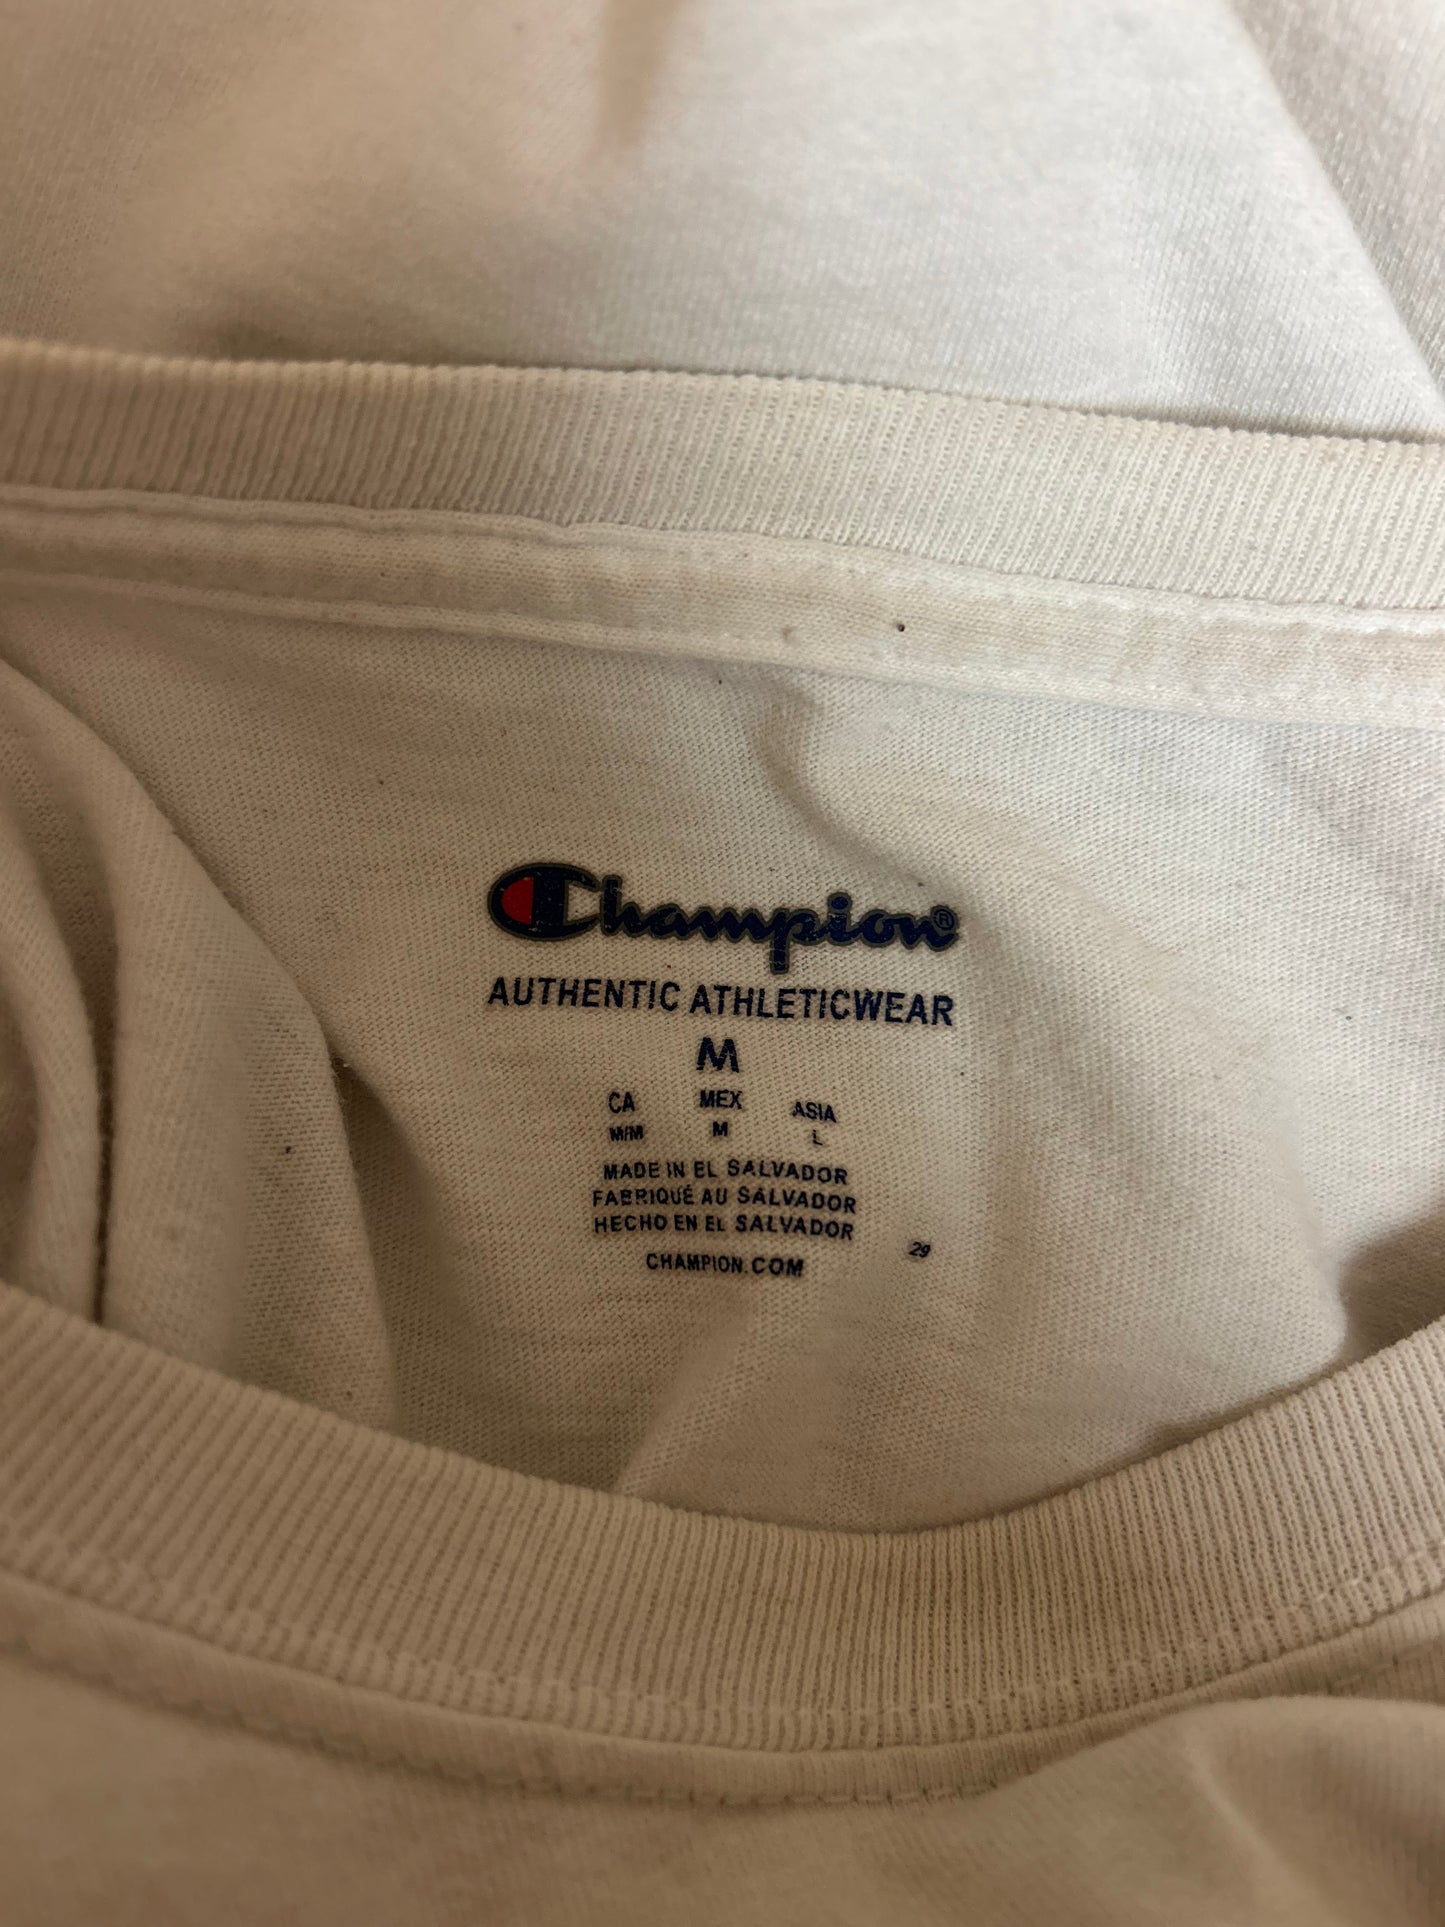 Champion®
AUTHENTIC ATHLETICWEAR
M
CA MEX ASIA
M/M M L
MADE IN EL SALVADOR
FABRIQUÉ AU SALVADOR
HECHO EN EL SALVADOR
29
CHAMPION.COM